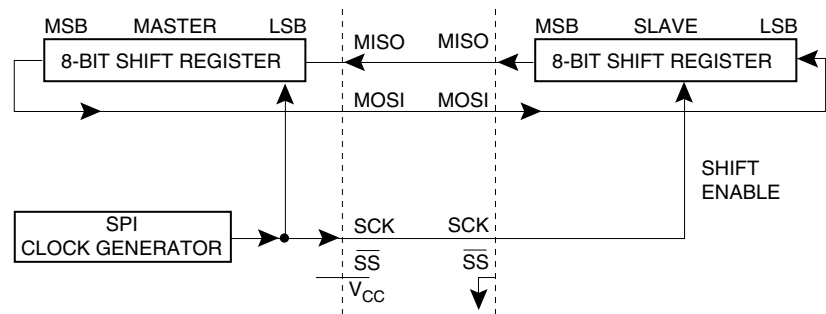 MSB MASTER LSB
MISO MISO
MSB SLAVE LSB
8-BIT SHIFT REGISTER
8-BIT SHIFT REGISTER
MOSI MOSI
SHIFT
ENABLE
SPI
CLOCK GENERATOR
SCK SCK
SS SS
VCC